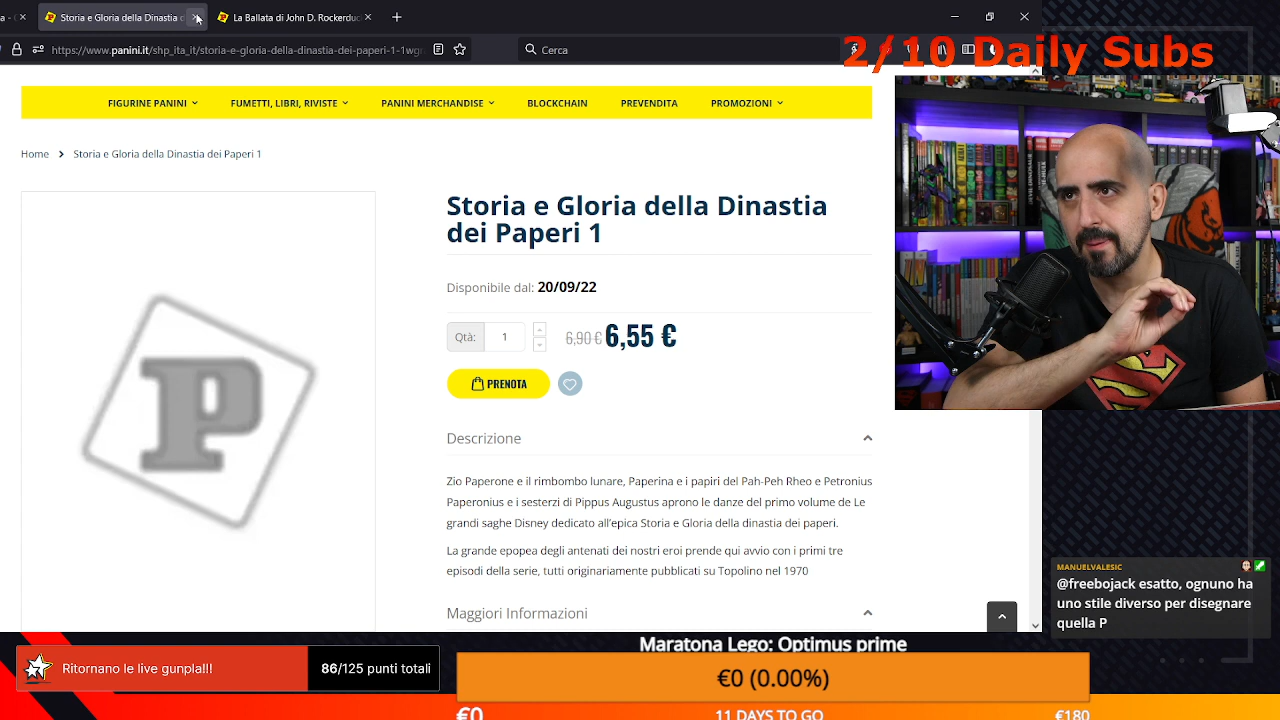 Storia e Gloria della Dinastia
La Ballata di John D. Rockerduc
https://www.panini.it/shp_ita_it/storia-e-gloria-della-dinastia-dei-paperi-1-1wgr
Cerca
2/10 Daily Subs
FIGURINE PANINI
FUMETTI, LIBRI, RIVISTE
PANINI MERCHANDISE
BLOCKCHAIN
PREVENDITA
PROMOZIONI
Home > Storia e Gloria della Dinastia dei Paperi 1
P
Storia e Gloria della Dinastia
dei Paperi 1
Disponibile dal: 20/09/22
Qtà: 1 6,90 € 6,55 €
PRENOTA
Descrizione
Zio Paperone e il rimbombo lunare, Paperina e i papiri del Pah-Peh Rheo e Petronius
Paperonius e i sesterzi di Pippus Augustus aprono le danze del primo volume de Le
grandi saghe Disney dedicato all'epica Storia e Gloria della dinastia dei paperi.
La grande epopea degli antenati dei nostri eroi prende qui avvio con i primi tre
episodi della serie, tutti originariamente pubblicati su Topolino nel 1970
Maggiori Informazioni
MANUELVALESIC
@freebojack esatto, ognuno ha
uno stile diverso per disegnare
quella P
Ritornano le live gunpla!!!
86/125 punti totali
Maratona Lego: Optimus prime
€0 (0.00%)
€0
11 DAYS TO GO
€180